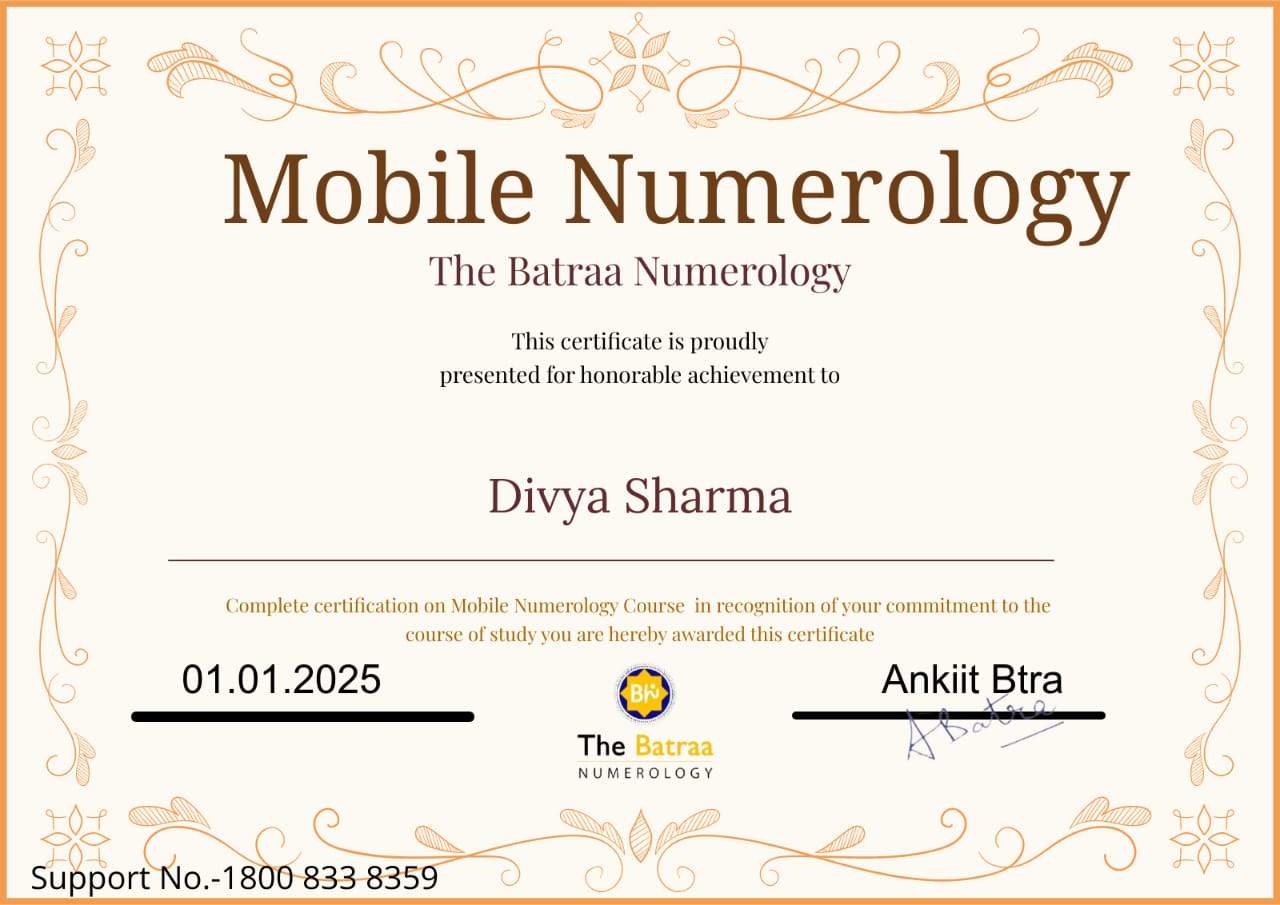 Mobile Numerology
The Batraa Numerology
This certificate is proudly
presented for honorable achievement to
Divya Sharma
Complete certification on Mobile Numerology Course in recognition of your commitment to the
course of study you are hereby awarded this certificate
01.01.2025
Ankiit Btra
ABatra
BN
The Batraa
NUMEROLOGY
Support No.-1800 833 8359